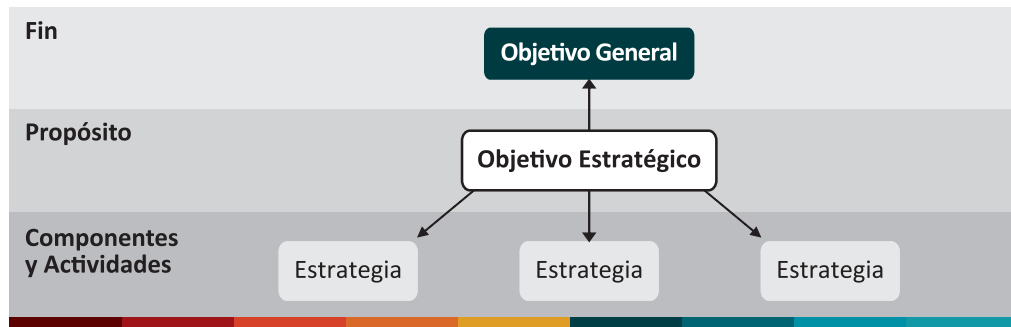 Fin
Objetivo General
Propósito
Objetivo Estratégico
Componentes
y Actividades
Estrategia
Estrategia
Estrategia